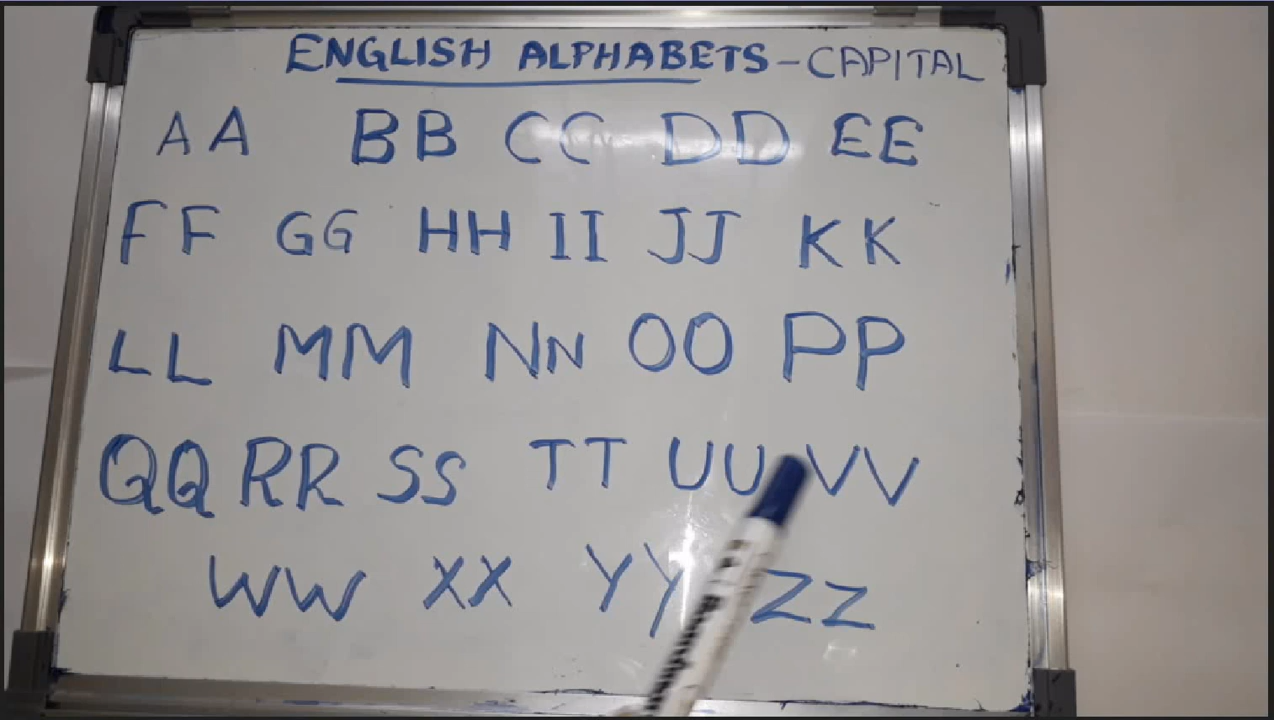 ENGLISH ALPHABETS - CAPITAL
AA BB CC DD EE
FF GG HH II JJ KK
LL MM NN OO PP
QQ RR SS TT UU VV
WW XX YY ZZ